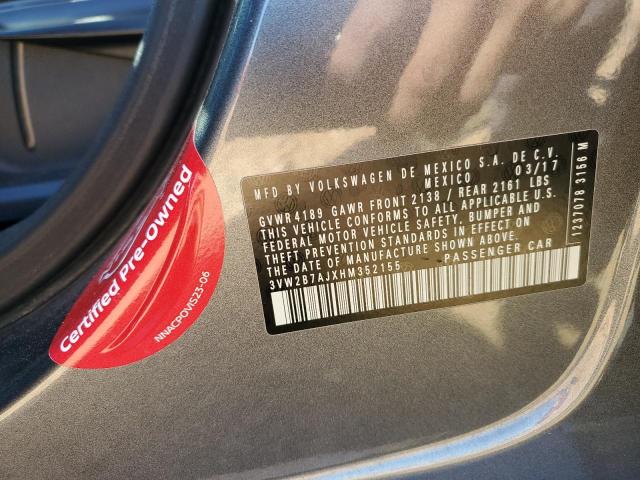 Certified Pre-Owned
NNACPOVIS23-06
MFD BY VOLKSWAGEN DE MEXICO S.A. DE C.V.
MEXICO 03/17
GVWR 4189 GAWR FRONT 2138 / REAR 2161 LBS
THIS VEHICLE CONFORMS TO ALL APPLICABLE U.S.
FEDERAL MOTOR VEHICLE SAFETY, BUMPER AND
THEFT PREVENTION STANDARDS IN EFFECT ON
THE DATE OF MANUFACTURE SHOWN ABOVE.
3VW2B7AJXHM352155 PASSENGER CAR
1237078 3156 M